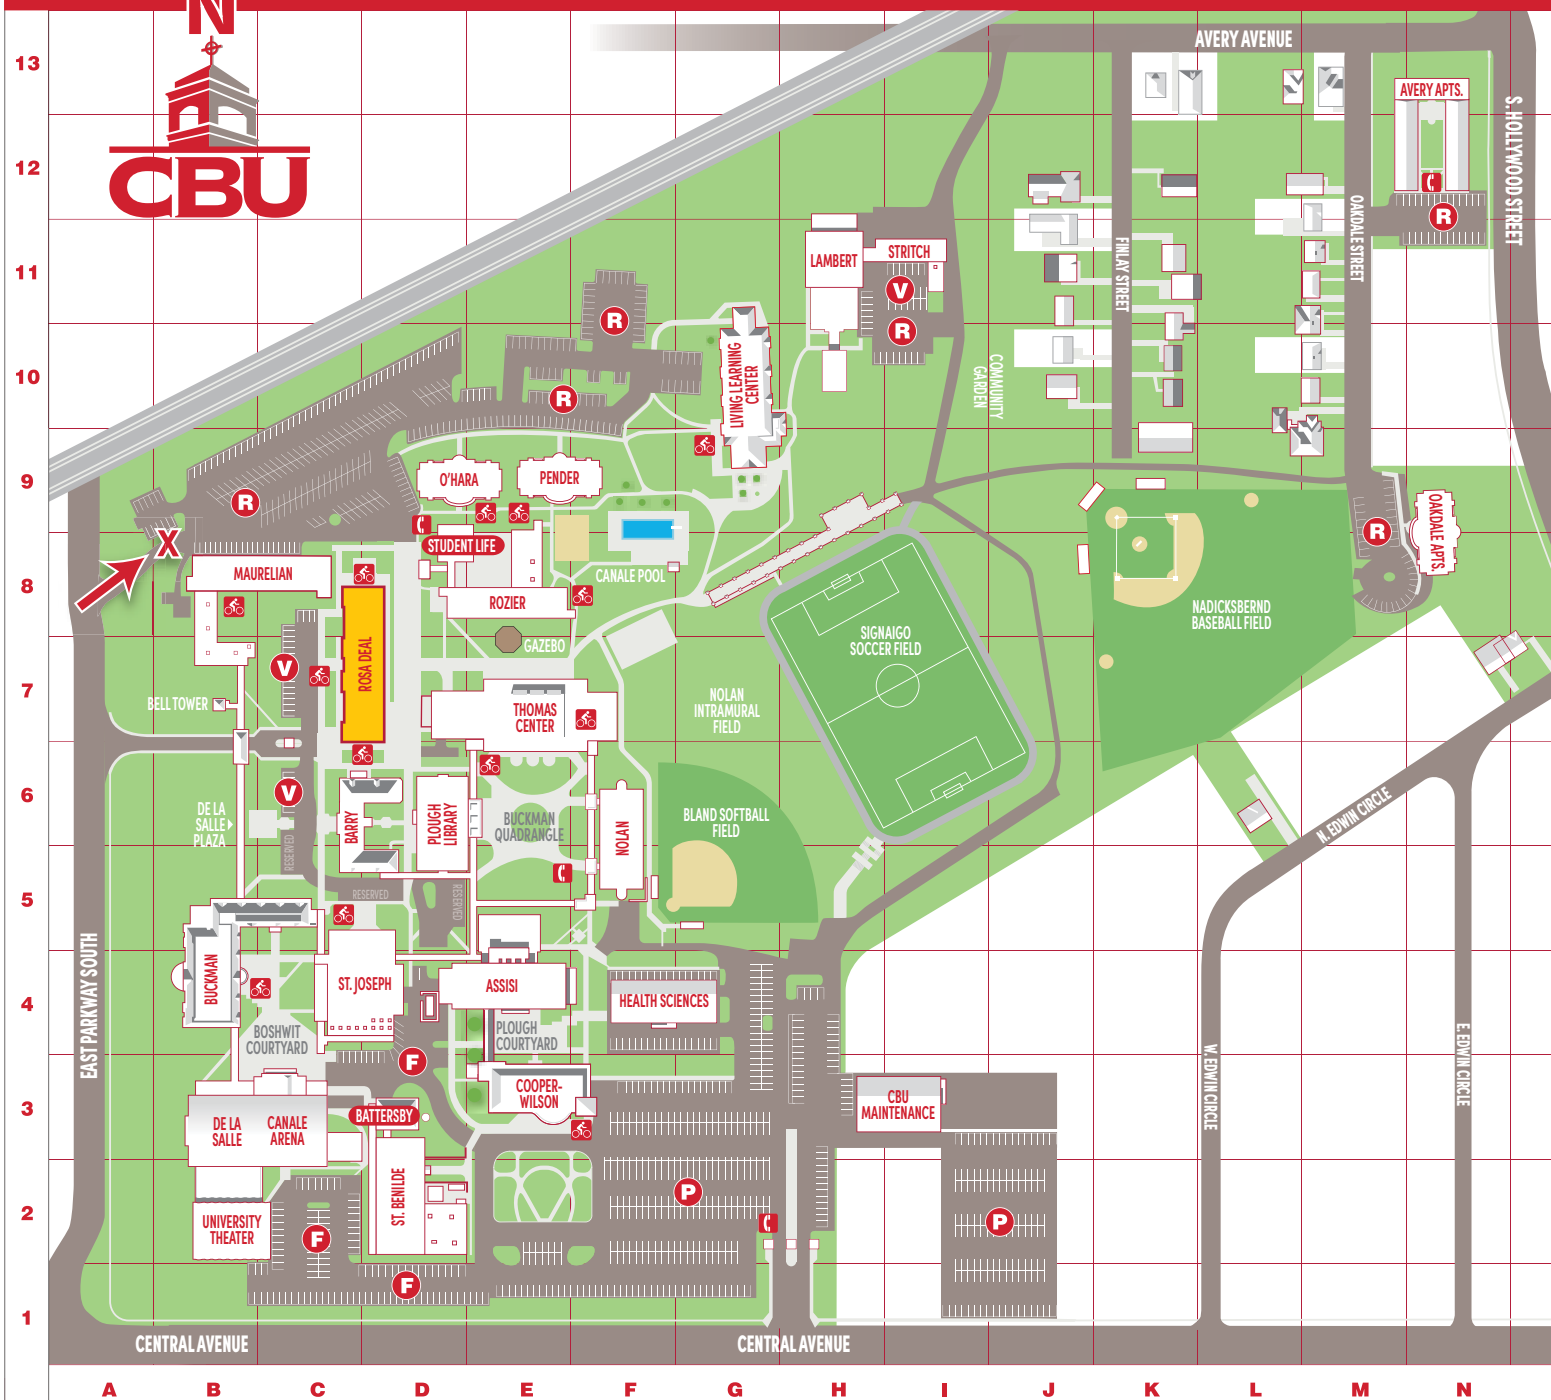 N
CBU
13
12
11
10
9
8
7
6
5
4
3
2
1
A
B
C
D
E
F
G
H
I
J
K
L
M
N
AVERY AVENUE
AVERY APTS.
S. HOLLYWOOD STREET
OAKDALE STREET
FINLAY STREET
R
LAMBERT
STRITCH
V
R
R
R
COMMUNITY
GARDEN
LIVING LEARNING
CENTER
O'HARA
PENDER
R
X
STUDENT LIFE
CANALE POOL
MAURELIAN
ROZIER
GAZEBO
ROSA DEAL
V
BELL TOWER
THOMAS
CENTER
NOLAN
INTRAMURAL
FIELD
SIGNAIGO
SOCCER FIELD
NADICKSBERND
BASEBALL FIELD
R
OAKDALE APTS.
V
DE LA
SALLE
PLAZA
RESERVED
BARRY
PLOUGH
LIBRARY
BUCKMAN
QUADRANGLE
NOLAN
BLAND SOFTBALL
FIELD
N. EDWIN CIRCLE
RESERVED
RESERVED
EAST PARKWAY SOUTH
BUCKMAN
ST. JOSEPH
ASSISI
HEALTH SCIENCES
BOSHWIT
COURTYARD
PLOUGH
COURTYARD
F
COOPER-
WILSON
BATTERSBY
DE LA
SALLE
CANALE
ARENA
CBU
MAINTENANCE
W. EDWIN CIRCLE
E. EDWIN CIRCLE
UNIVERSITY
THEATER
F
ST. BENILDE
P
P
F
CENTRAL AVENUE
CENTRAL AVENUE